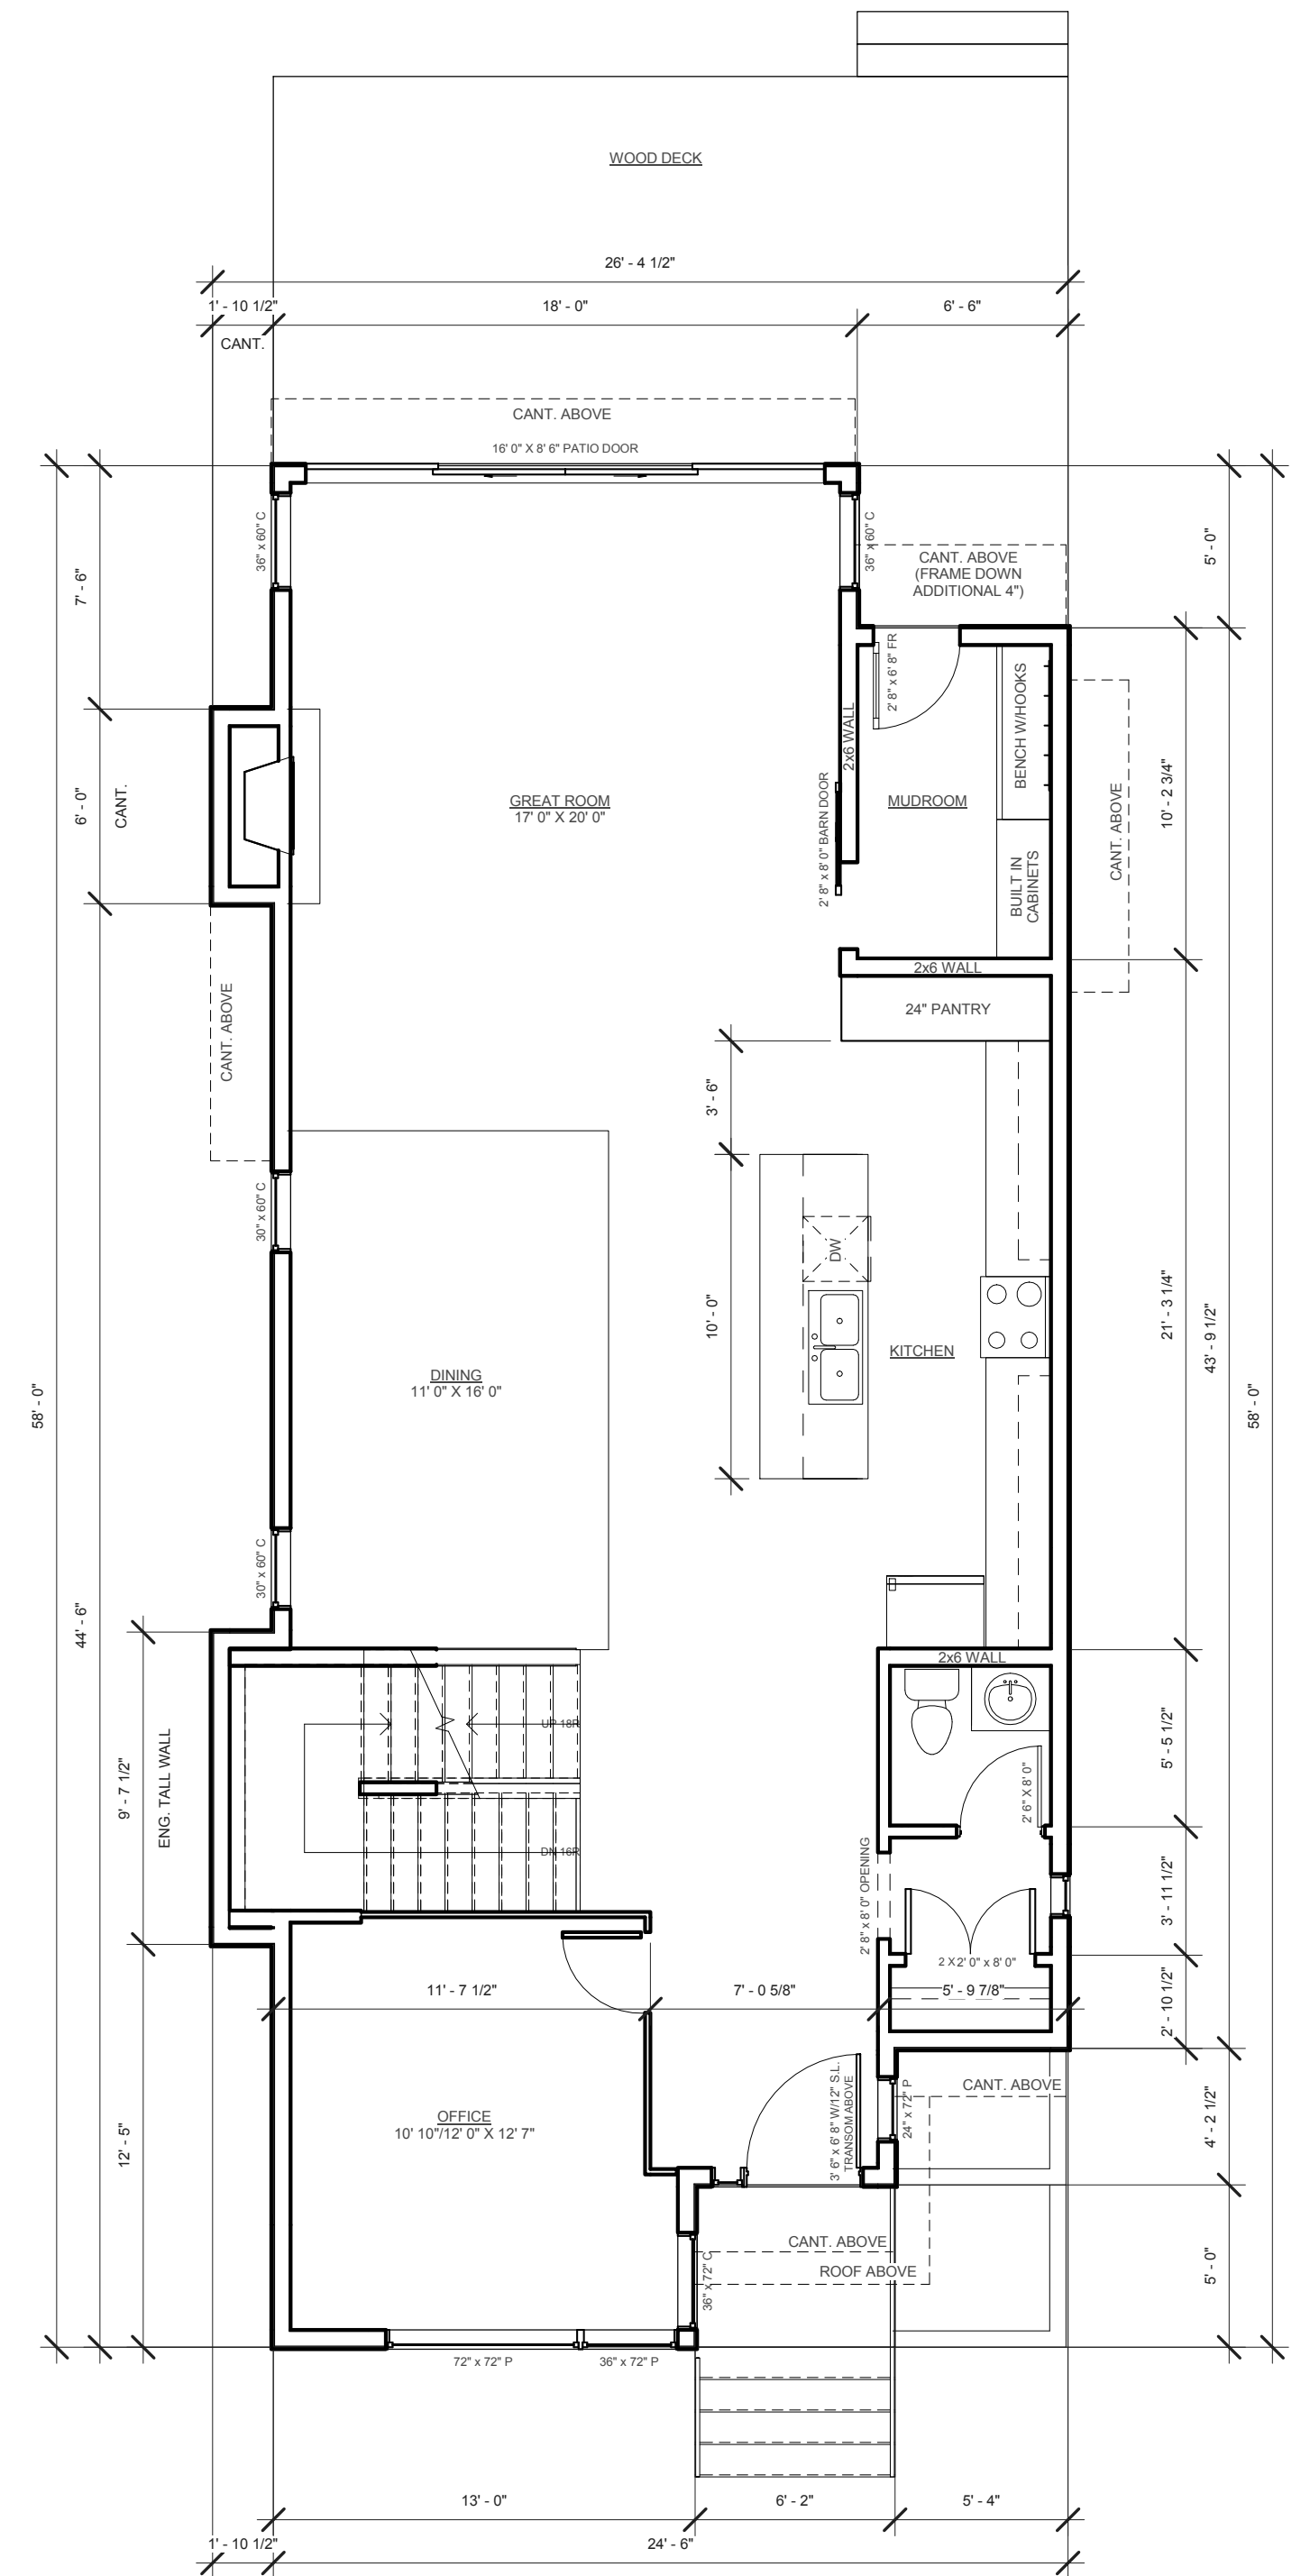 WOOD DECK
26' - 4 1/2"
1' - 10 1/2"
18' - 0"
6' - 6"
CANT.
CANT. ABOVE
16' 0" X 8' 6" PATIO DOOR
36" x 60" C
36" x 60" C
CANT. ABOVE
(FRAME DOWN
ADDITIONAL 4")
5' - 0"
7' - 6"
2' 8" x 6' 8" FR
BENCH W/HOOKS
2x6 WALL
GREAT ROOM
17' 0" X 20' 0"
2' 8" x 8' 0" BARN DOOR
MUDROOM
BUILT IN
CABINETS
CANT. ABOVE
10' - 2 3/4"
6' - 0"
CANT.
2x6 WALL
24" PANTRY
CANT. ABOVE
3' - 6"
30" x 60" C
DW
10' - 0"
KITCHEN
21' - 3 1/4"
43' - 9 1/2"
58' - 0"
58' - 0"
DINING
11' 0" X 16' 0"
30" x 60" C
44' - 6"
2x6 WALL
UP 18R
DN 16R
9' - 7 1/2"
ENG. TALL WALL
2' 6" X 8' 0"
5' - 5 1/2"
2' 8" x 8' 0" OPENING
3' - 11 1/2"
2 X 2' 0" x 8' 0"
11' - 7 1/2"
7' - 0 5/8"
5' - 9 7/8"
2' - 10 1/2"
OFFICE
10' 10"/12' 0" X 12' 7"
3' 6" x 6' 8" W/12" S.L.
TRANSOM ABOVE
24" x 72" P
CANT. ABOVE
4' - 2 1/2"
12' - 5"
CANT. ABOVE
ROOF ABOVE
36" x 72" C
5' - 0"
72" x 72" P
36" x 72" P
13' - 0"
6' - 2"
5' - 4"
1' - 10 1/2"
24' - 6"